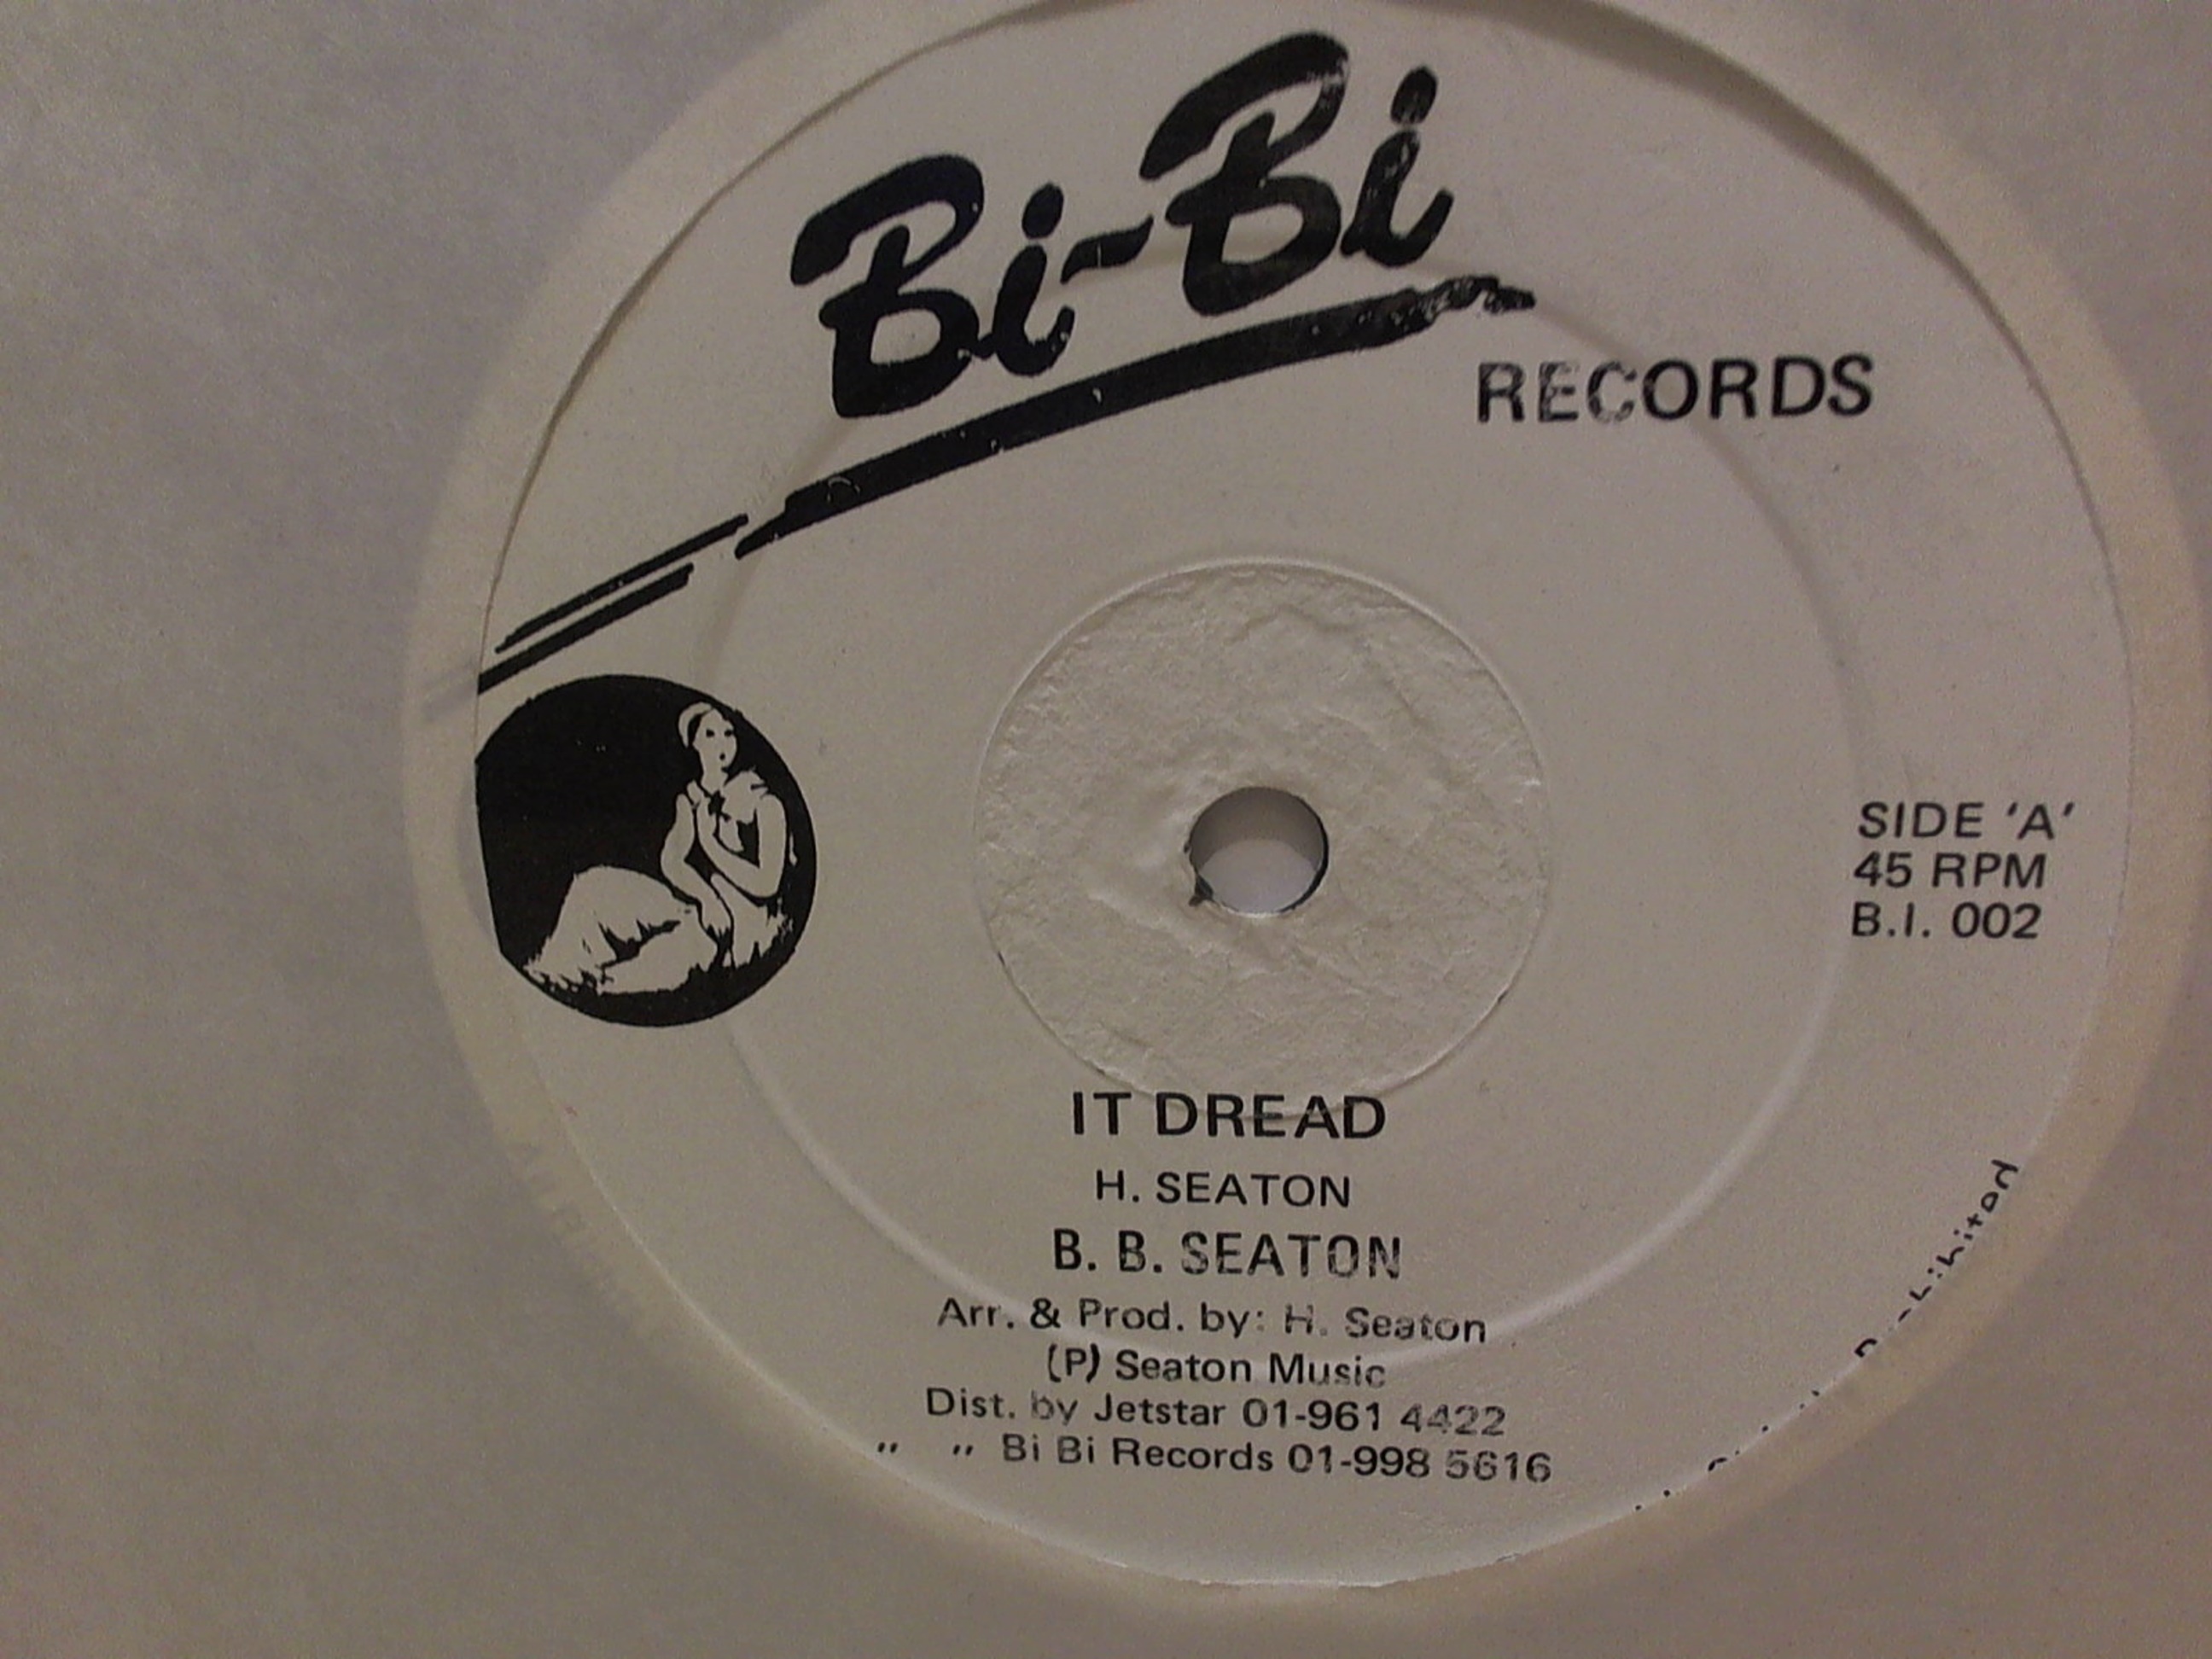 Bi-Bi
RECORDS
SIDE 'A'
45 RPM
B.I. 002
IT DREAD
H. SEATON
B. B. SEATON
Arr. & Prod. by: H. Seaton
(P) Seaton Music
Dist. by Jetstar 01-961 4422
" " Bi Bi Records 01-998 5616